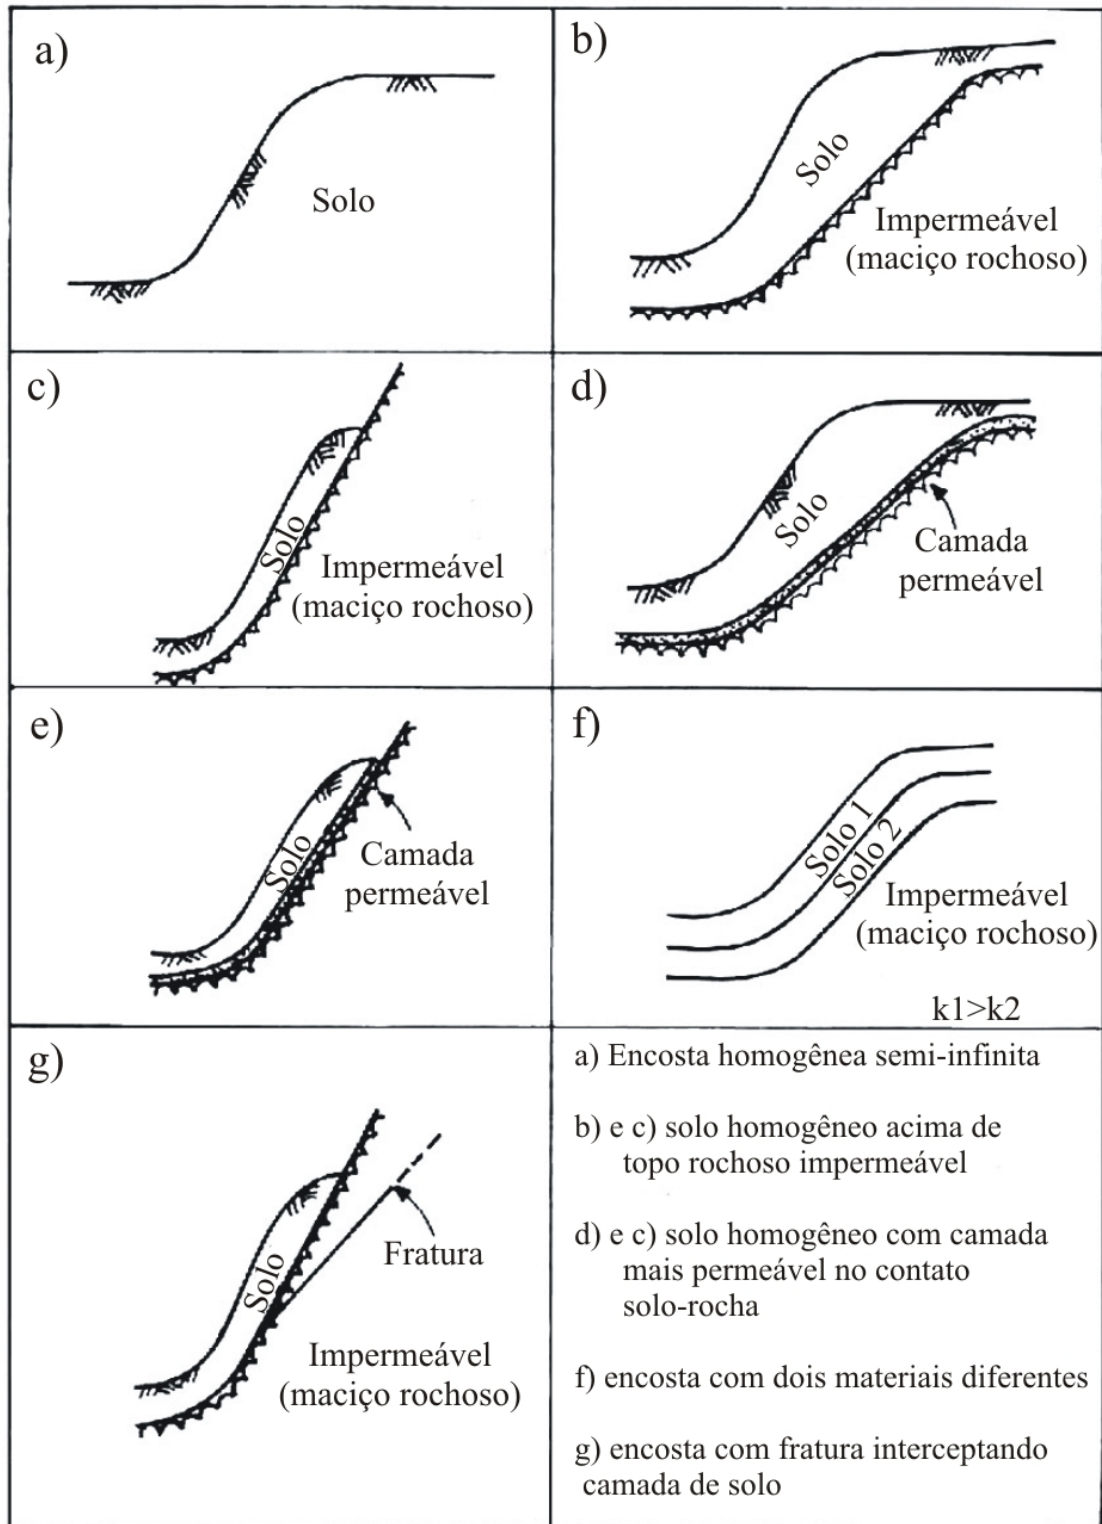 a)
Solo
b)
Solo
Impermeável
(maciço rochoso)
c)
Solo
Impermeável
(maciço rochoso)
d)
Solo
Camada
permeável
e)
Solo
Camada
permeável
f)
Solo 1
Solo 2
Impermeável
(maciço rochoso)
k1>k2
g)
Solo
Fratura
Impermeável
(maciço rochoso)
a) Encosta homogênea semi-infinita
b) e c) solo homogêneo acima de
topo rochoso impermeável
d) e c) solo homogêneo com camada
mais permeável no contato
solo-rocha
f) encosta com dois materiais diferentes
g) encosta com fratura interceptando
camada de solo